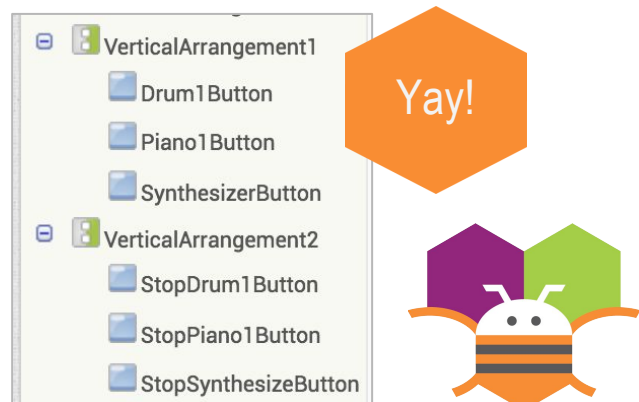 VerticalArrangement1
Drum1Button
Piano1Button
SynthesizerButton
VerticalArrangement2
StopDrum1Button
StopPiano1Button
StopSynthesizeButton
Yay!